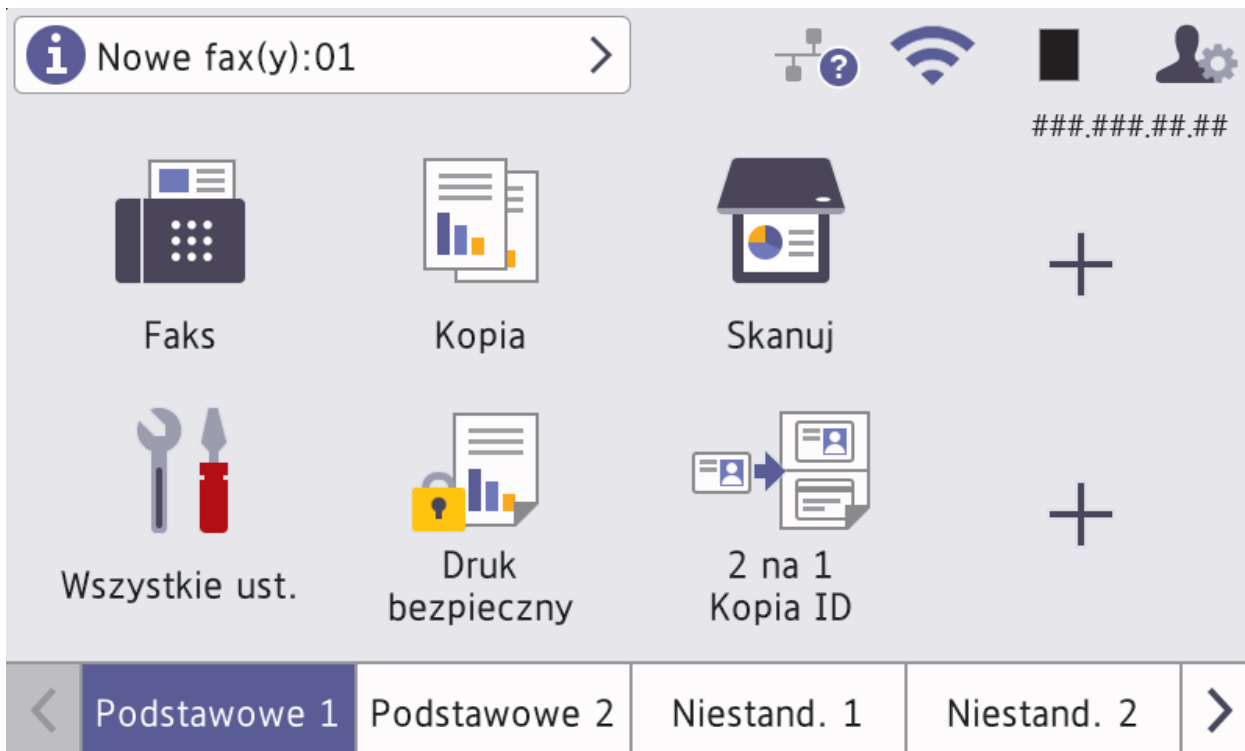 Nowe fax(y):01
###.###.##.##
Faks
Kopia
Skanuj
Wszystkie ust.
Druk
bezpieczny
2 na 1
Kopia ID
Podstawowe 1
Podstawowe 2
Niestand. 1
Niestand. 2